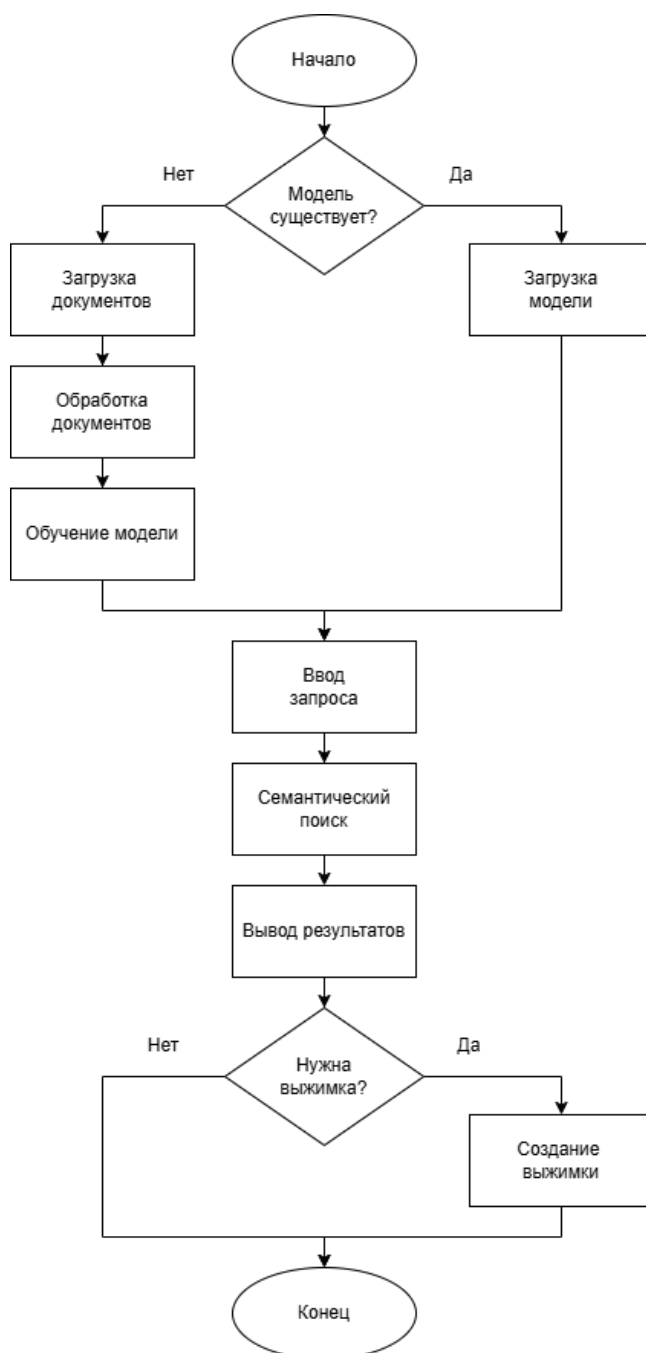 Начало
Нет
Да
Модель
существует?
Загрузка
документов
Загрузка
модели
Обработка
документов
Обучение модели
Ввод
запроса
Семантический
поиск
Вывод результатов
Нет
Да
Нужна
выжимка?
Создание
выжимки
Конец